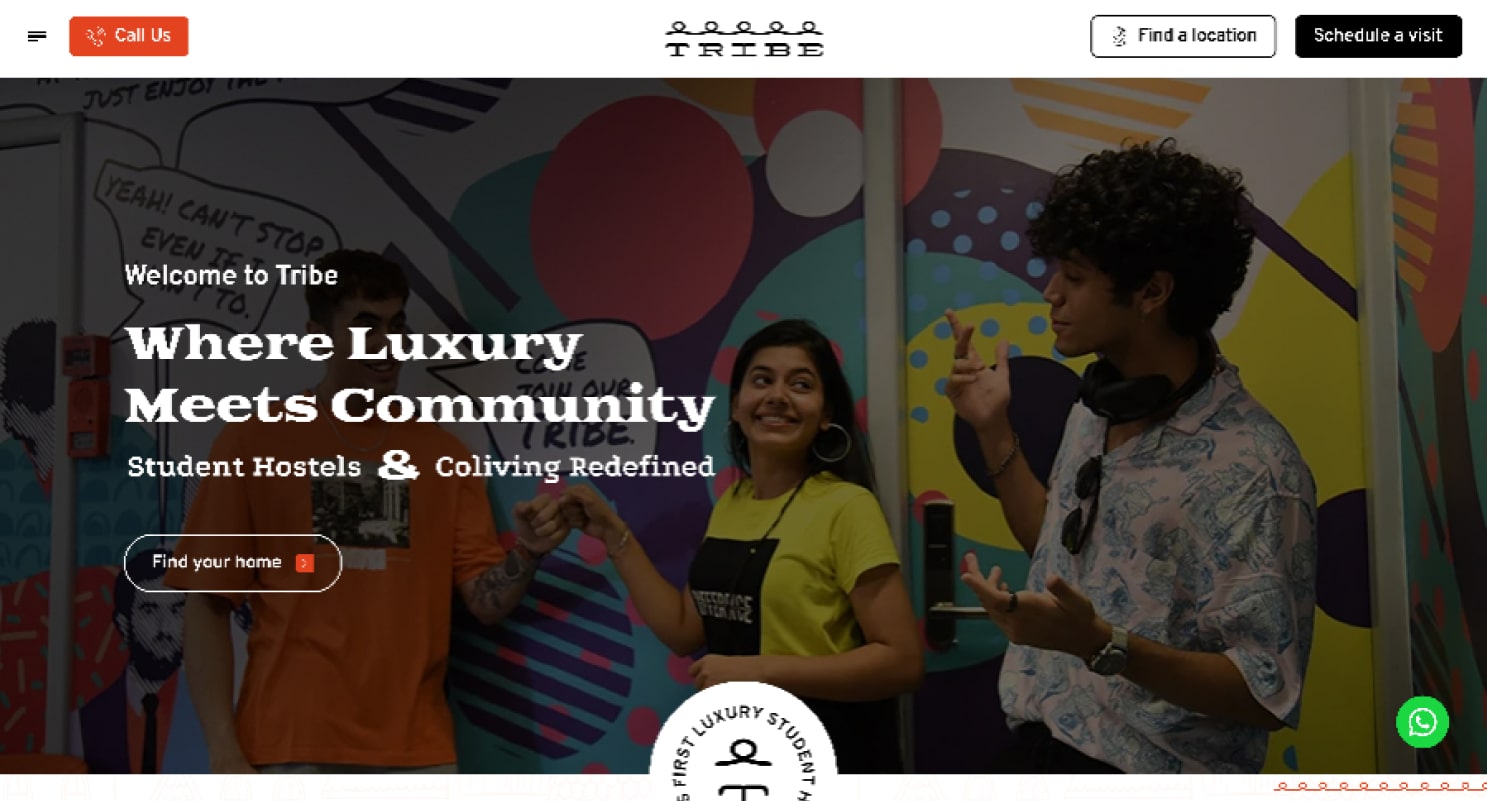 Call Us
TRIBE
Find a location
Schedule a visit
JUST ENJOY THE
YEAH! CAN'T STOP
EVEN IF I
TO.
Welcome to Tribe
Where Luxury
Meets Community
Student Hostels & Coliving Redefined
COME
JOIN OUR
TRIBE.
Find your home
FIRST LUXURY STUDENT